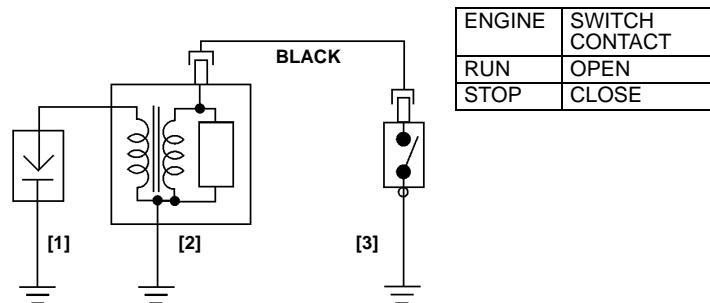 BLACK
ENGINE SWITCH CONTACT
RUN OPEN
STOP CLOSE
[1] [2] [3]